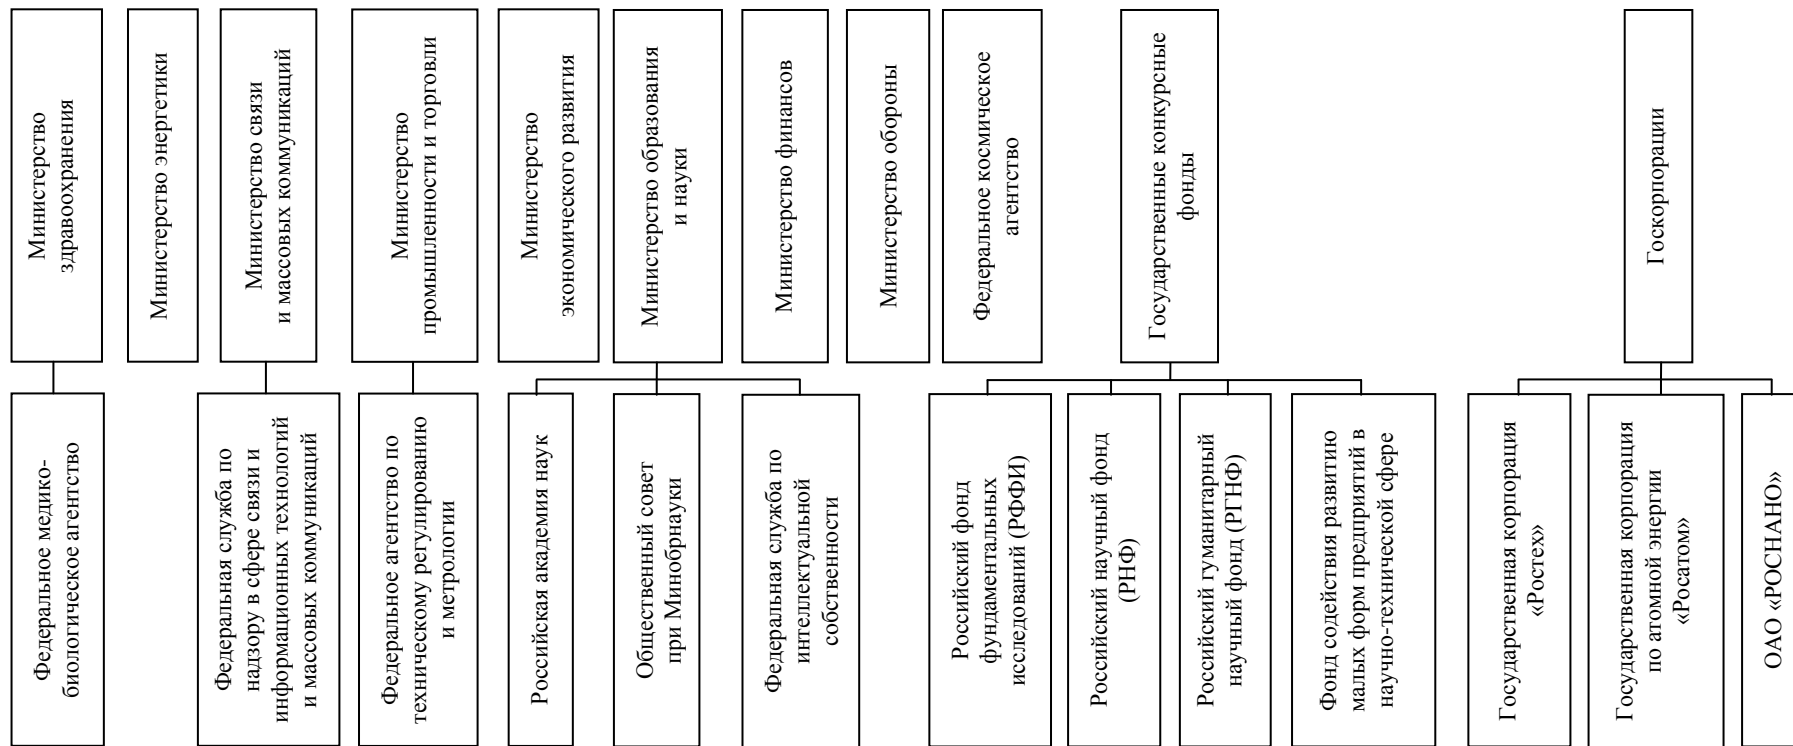 Министерство
здравоохранения
Министерство энергетики
Министерство связи
и массовых коммуникаций
Министерство
промышленности и торговли
Министерство
экономического развития
Министерство образования
и науки
Министерство финансов
Министерство обороны
Федеральное космическое
агентство
Государственные конкурсные
фонды
Госкорпорации
Федеральное медико-
биологическое агентство
Федеральная служба по
надзору в сфере связи и
информационных технологий
и массовых коммуникаций
Федеральное агентство по
техническому регулированию
и метрологии
Российская академия наук
Общественный совет
при Минобрнауки
Федеральная служба по
интеллектуальной
собственности
Российский фонд
фундаментальных
исследований (РФФИ)
Российский научный фонд
(РНФ)
Российский гуманитарный
научный фонд (РГНФ)
Фонд содействия развитию
малых форм предприятий в
научно-технической сфере
Государственная корпорация
«Ростех»
Государственная корпорация
по атомной энергии
«Росатом»
ОАО «РОСНАНО»